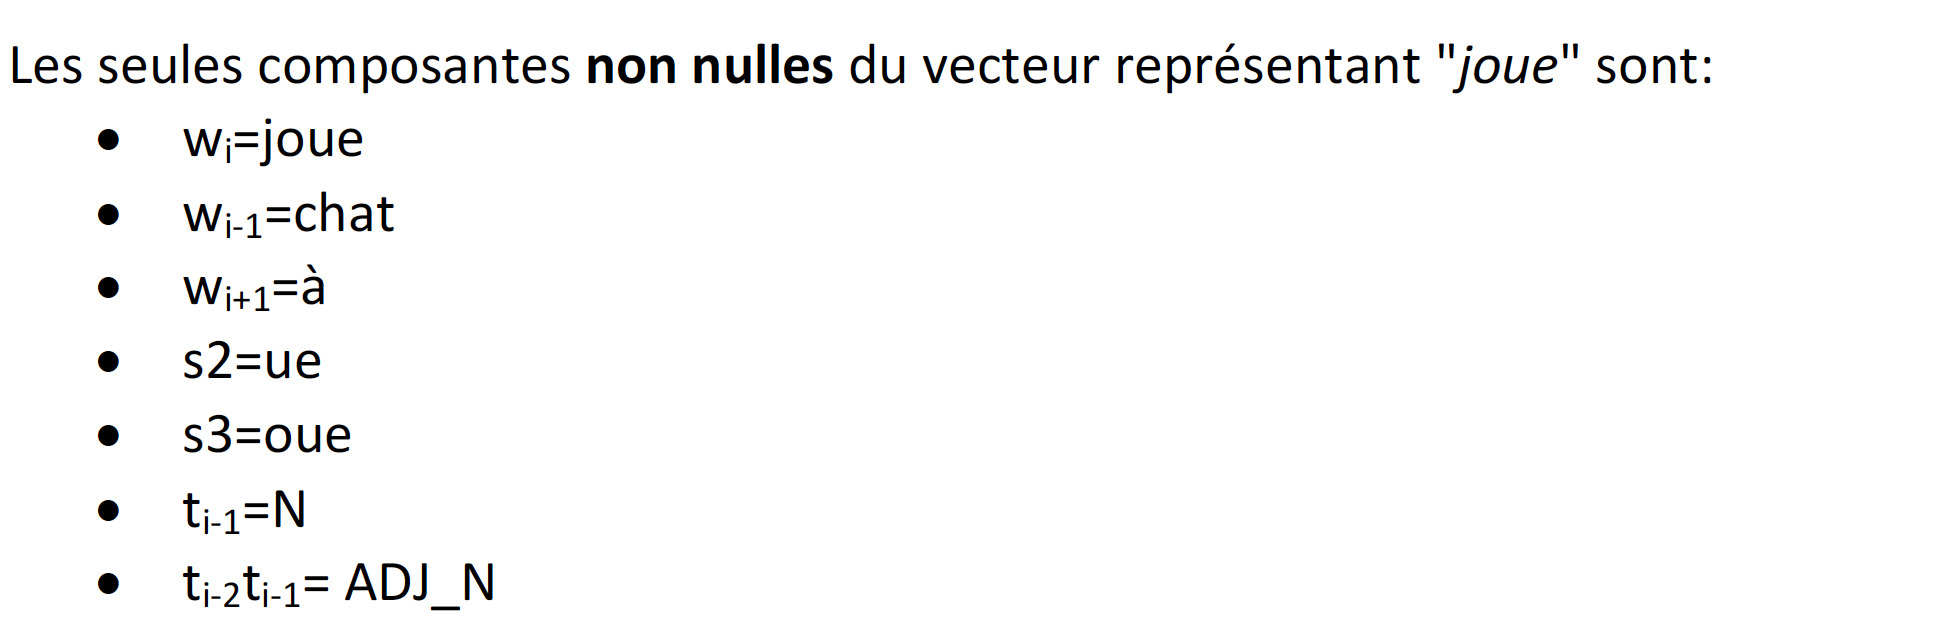 Les seules composantes non nulles du vecteur représentant "joue" sont:
• wi=joue
• wi-1=chat
• wi+1=à
• s2=ue
• s3=oue
• ti-1=N
• ti-2ti-1= ADJ_N